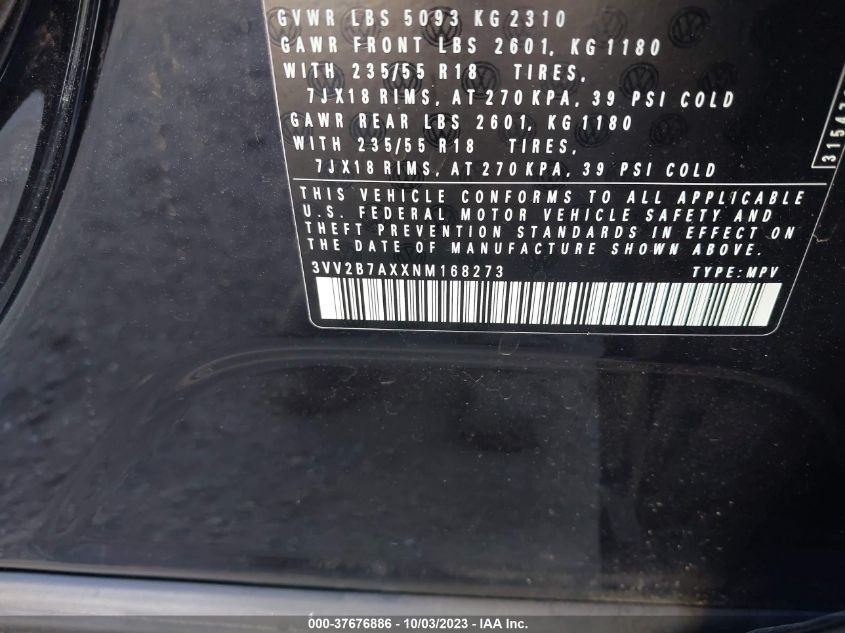 GVWR LBS 5093 KG 2310
GAWR FRONT LBS 2601, KG 1180
WITH 235/55 R18 TIRES,
7JX18 RIMS, AT 270 KPA, 39 PSI COLD
GAWR REAR LBS 2601, KG 1180
WITH 235/55 R18 TIRES,
7JX18 RIMS, AT 270 KPA, 39 PSI COLD
THIS VEHICLE CONFORMS TO ALL APPLICABLE
U.S. FEDERAL MOTOR VEHICLE SAFETY AND
THEFT PREVENTION STANDARDS IN EFFECT ON
THE DATE OF MANUFACTURE SHOWN ABOVE.
3VV2B7AXXNM168273 TYPE: MPV
000-37676886 - 10/03/2023 - IAA Inc.